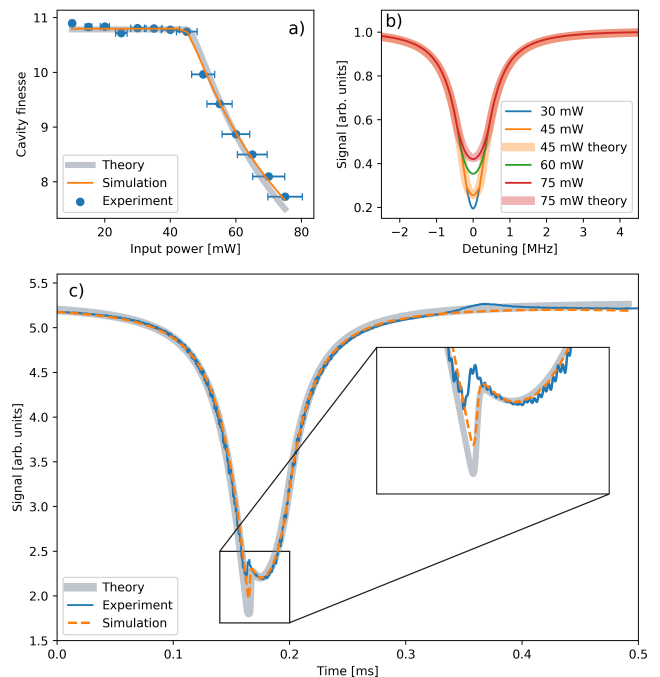 a)
11
10
9
8
Cavity finesse
Theory
Simulation
Experiment
0
20
40
60
80
Input power [mW]
b)
1.0
0.8
0.6
0.4
0.2
Signal [arb. units]
30 mW
45 mW
45 mW theory
60 mW
75 mW
75 mW theory
−2
−1
0
1
2
3
4
Detuning [MHz]
c)
5.5
5.0
4.5
4.0
3.5
3.0
2.5
2.0
1.5
Signal [arb. units]
Theory
Experiment
Simulation
0.0
0.1
0.2
0.3
0.4
0.5
Time [ms]